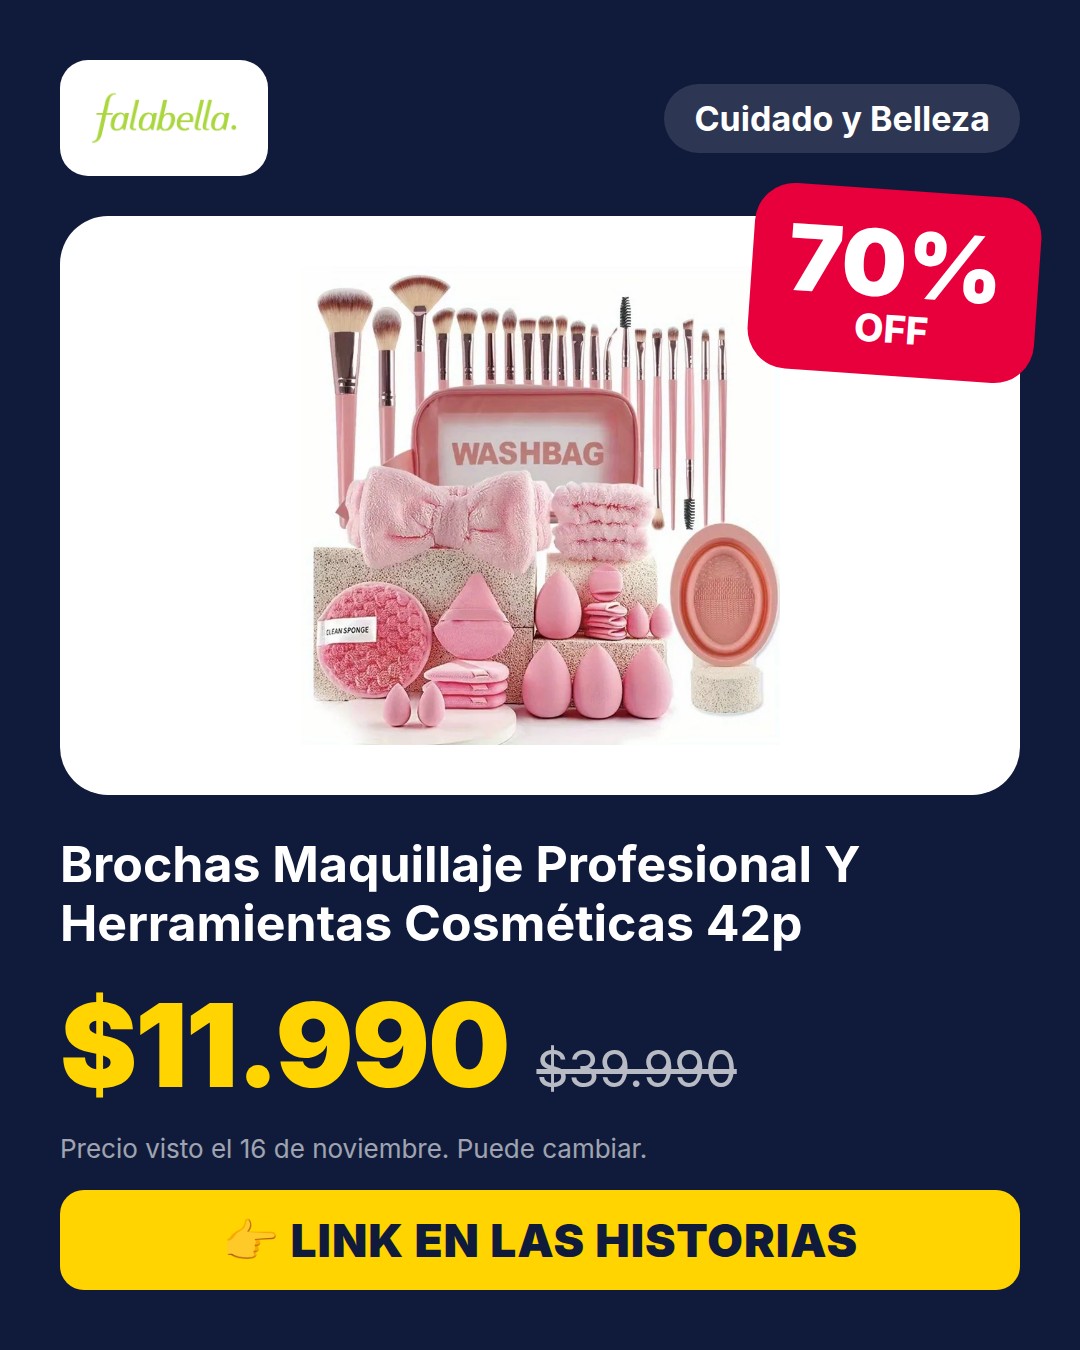 falabella.
Cuidado y Belleza
70%
OFF
WASHBAG
CLEAN SPONGE
Brochas Maquillaje Profesional Y
Herramientas Cosméticas 42p
$11.990 $39.990
Precio visto el 16 de noviembre. Puede cambiar.
👉 LINK EN LAS HISTORIAS